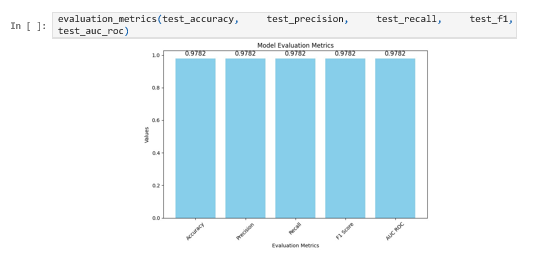 In [ ]: evaluation_metrics(test_accuracy, test_precision, test_recall, test_f1,
test_auc_roc)
Model Evaluation Metrics
0.9782 0.9782 0.9782 0.9782 0.9782
1.0
0.8
0.6
0.4
0.2
0.0
Values
Accuracy Precision Recall F1 Score AUC ROC
Evaluation Metrics